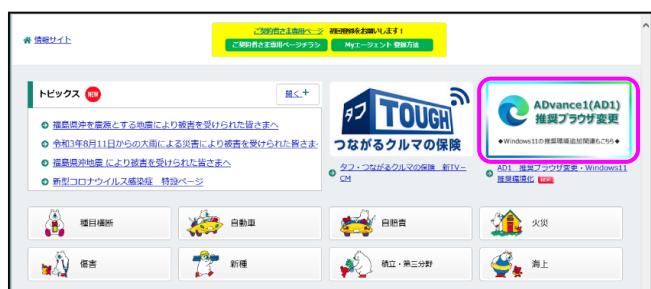 情報サイト
ご契約者さま専用ページ 初回登録をお願いします！
ご契約者さま専用ページチラシ
Myエージェント 登録方法
トピックス NEW
開く+
福島県沖を震源とする地震により被害を受けられた皆さまへ
令和3年8月11日からの大雨による災害により被害を受けられた皆さま
福島県沖地震 により被害を受けられた皆さまへ
新型コロナウイルス感染症 特設ページ
タフ TOUGH
つながるクルマの保険
タフ・つながるクルマの保険 新TV-
CM
ADvance1(AD1)
推奨ブラウザ変更
◆Windows11の推奨環境追加関連もこちら◆
AD1 推奨ブラウザ変更・Windows11
推奨環境化 NEW
種目横断
自動車
自賠責
火災
傷害
新種
積立・第三分野
海上